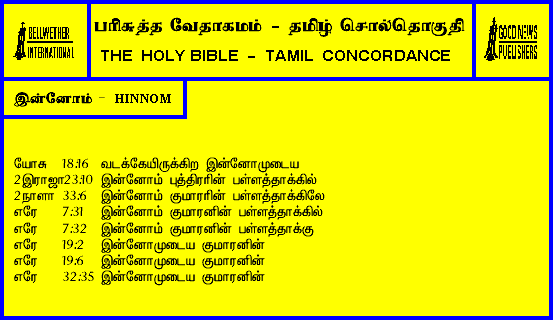 BELLWETHER
INTERNATIONAL
பரிசுத்த வேதாகமம் - தமிழ் சொல்தொகுதி
THE HOLY BIBLE - TAMIL CONCORDANCE
GOOD NEWS
PUBLISHERS
இன்னோம் - HINNOM
யோசு 18:16 வடக்கேயிருக்கிற இன்னோமுடைய
2இராஜா23:10 இன்னோம் புத்திரரின் பள்ளத்தாக்கில்
2நாளா 33:6 இன்னோம் குமாரரின் பள்ளத்தாக்கிலே
எரே 7:31 இன்னோம் குமாரனின் பள்ளத்தாக்கில்
எரே 7:32 இன்னோம் குமாரனின் பள்ளத்தாக்கு
எரே 19:2 இன்னோமுடைய குமாரனின்
எரே 19:6 இன்னோமுடைய குமாரனின்
எரே 32:35 இன்னோமுடைய குமாரனின்